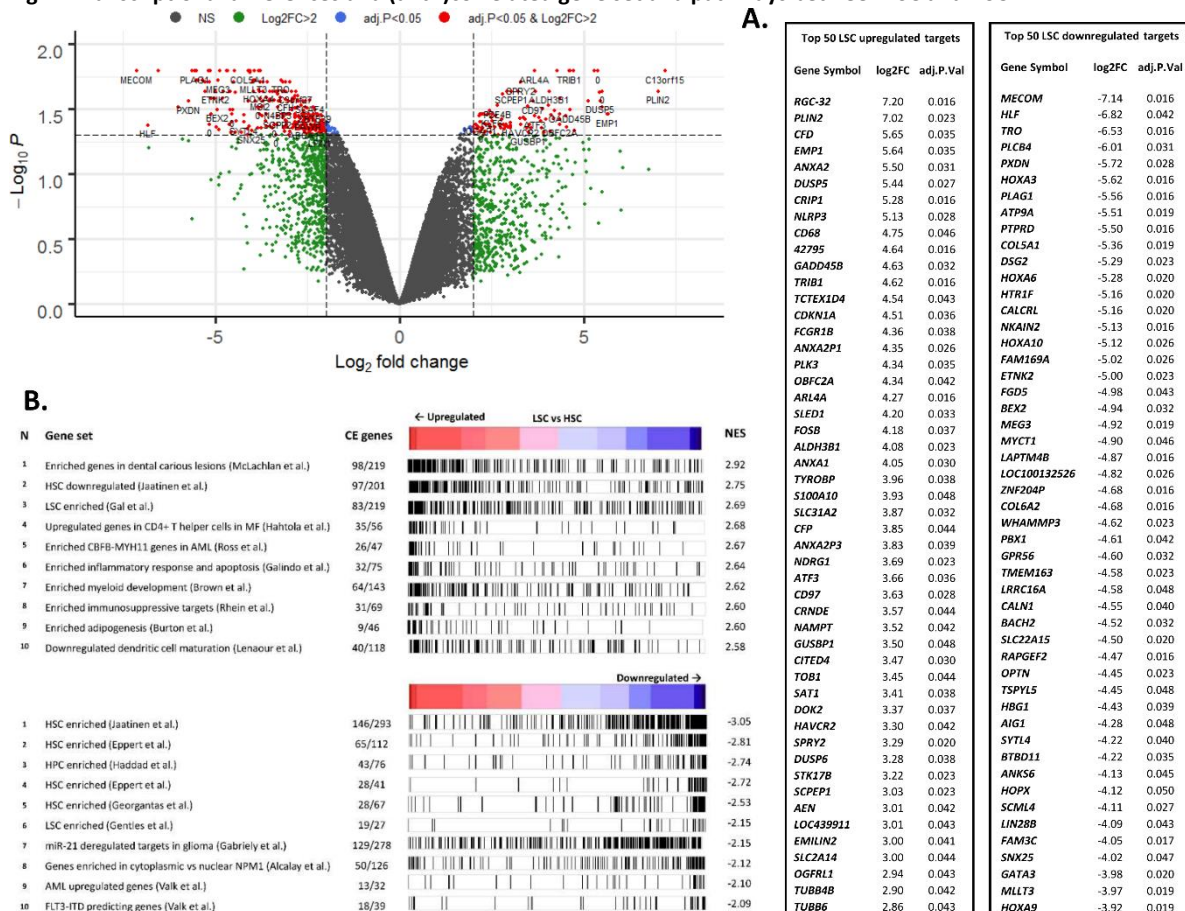 A.
NS Log2FC>2 adj.P<0.05 adj.P<0.05 & Log2FC>2
2.0
1.5
1.0
0.5
0.0
− Log10 P
MECOM
PLAG1
COL5A1
MEG3
MLLT3
TRO
ETNK2
PXDN
BEX2
HLF
SNX25
ARL4A
TRIB1
0
C13orf15
SPRY2
SCPEP1
ALDH3B1
PLIN2
CD97
DUSP5
GADD45B
EMP1
HAVCR2
OBFC2A
GUSBP1
-5
0
5
Log2 fold change
Top 50 LSC upregulated targets
Gene Symbol log2FC adj.P.Val
RGC-32 7.20 0.016
PLIN2 7.02 0.023
CFD 5.65 0.035
EMP1 5.64 0.035
ANXA2 5.50 0.031
DUSP5 5.44 0.027
CRIP1 5.28 0.016
NLRP3 5.13 0.028
CD68 4.75 0.046
42795 4.64 0.016
GADD45B 4.63 0.032
TRIB1 4.62 0.016
TCTEX1D4 4.54 0.043
CDKN1A 4.51 0.036
FCGR1B 4.36 0.038
ANXA2P1 4.35 0.026
PLK3 4.34 0.035
OBFC2A 4.34 0.042
ARL4A 4.27 0.016
SLED1 4.20 0.033
FOSB 4.18 0.037
ALDH3B1 4.08 0.023
ANXA1 4.05 0.030
TYROBP 3.96 0.038
S100A10 3.93 0.048
SLC31A2 3.87 0.032
CFP 3.85 0.044
ANXA2P3 3.83 0.039
NDRG1 3.69 0.023
ATF3 3.66 0.036
CD97 3.63 0.028
CRNDE 3.57 0.044
NAMPT 3.52 0.042
GUSBP1 3.50 0.048
CITED4 3.47 0.030
TOB1 3.45 0.044
SAT1 3.41 0.038
DOK2 3.37 0.037
HAVCR2 3.30 0.042
SPRY2 3.29 0.020
DUSP6 3.28 0.038
STK17B 3.22 0.023
SCPEP1 3.03 0.023
AEN 3.01 0.042
LOC439911 3.01 0.043
EMILIN2 3.00 0.041
SLC2A14 3.00 0.044
OGFRL1 2.94 0.043
TUBB4B 2.90 0.042
TUBB6 2.86 0.043
Top 50 LSC downregulated targets
Gene Symbol log2FC adj.P.Val
MECOM -7.14 0.016
HLF -6.82 0.042
TRO -6.53 0.016
PLCB4 -6.01 0.031
PXDN -5.72 0.028
HOXA3 -5.62 0.016
PLAG1 -5.56 0.016
ATP9A -5.51 0.019
PTPRD -5.50 0.016
COL5A1 -5.36 0.019
DSG2 -5.29 0.023
HOXA6 -5.28 0.020
HTR1F -5.16 0.020
CALCRL -5.16 0.020
NKAIN2 -5.13 0.016
HOXA10 -5.12 0.026
FAM169A -5.02 0.026
ETNK2 -5.00 0.023
FGD5 -4.98 0.043
BEX2 -4.94 0.032
MEG3 -4.92 0.019
MYCT1 -4.90 0.046
LAPTM4B -4.87 0.016
LOC100132526 -4.82 0.026
ZNF204P -4.68 0.016
COL6A2 -4.68 0.016
WHAMMP3 -4.62 0.023
PBX1 -4.61 0.042
GPR56 -4.60 0.032
TMEM163 -4.58 0.023
LRRC16A -4.58 0.048
CALN1 -4.55 0.040
BACH2 -4.52 0.032
SLC22A15 -4.50 0.020
RAPGEF2 -4.47 0.016
OPTN -4.45 0.023
TSPYL5 -4.45 0.048
HBG1 -4.43 0.039
AIG1 -4.28 0.048
SYTL4 -4.22 0.040
BTBD11 -4.22 0.035
ANKS6 -4.13 0.045
HOPX -4.12 0.050
SCML4 -4.11 0.027
LIN28B -4.09 0.043
FAM3C -4.05 0.017
SNX25 -4.02 0.047
GATA3 -3.98 0.020
MLLT3 -3.97 0.019
HOXA9 -3.92 0.019
B.
← Upregulated LSC vs HSC
N Gene set CE genes NES
1 Enriched genes in dental carious lesions (McLachlan et al.) 98/219 2.92
2 HSC downregulated (Jaatinen et al.) 97/201 2.75
3 LSC enriched (Gal et al.) 83/219 2.69
4 Upregulated genes in CD4+ T helper cells in MF (Hahtola et al.) 35/56 2.68
5 Enriched CBFB-MYH11 genes in AML (Ross et al.) 26/47 2.67
6 Enriched inflammatory response and apoptosis (Galindo et al.) 32/75 2.64
7 Enriched myeloid development (Brown et al.) 64/143 2.62
8 Enriched immunosuppressive targets (Rhein et al.) 31/69 2.60
9 Enriched adipogenesis (Burton et al.) 9/46 2.60
10 Downregulated dendritic cell maturation (Lenaour et al.) 40/118 2.58
Downregulated →
1 HSC enriched (Jaatinen et al.) 146/293 -3.05
2 HSC enriched (Eppert et al.) 65/112 -2.81
3 HPC enriched (Haddad et al.) 43/76 -2.74
4 HSC enriched (Eppert et al.) 28/41 -2.72
5 HSC enriched (Georgantas et al.) 28/67 -2.53
6 LSC enriched (Gentles et al.) 19/27 -2.15
7 miR-21 deregulated targets in glioma (Gabriely et al.) 129/278 -2.15
8 Genes enriched in cytoplasmic vs nuclear NPM1 (Alcalay et al.) 50/126 -2.12
9 AML upregulated genes (Valk et al.) 13/32 -2.10
10 FLT3-ITD predicting genes (Valk et al.) 18/39 -2.09